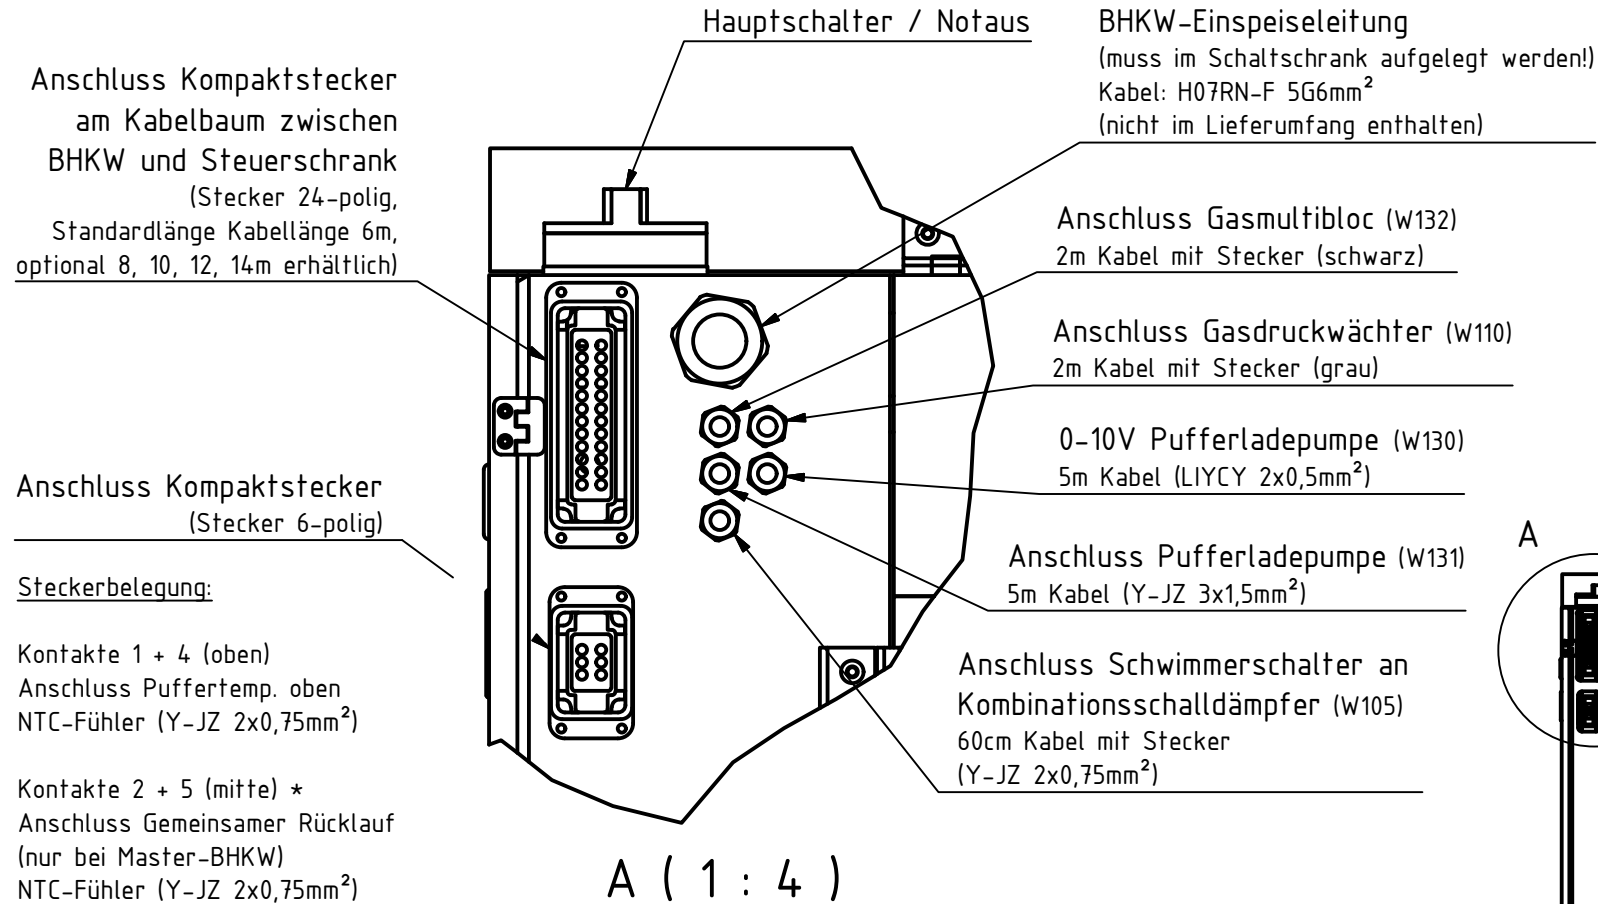 Hauptschalter / Notaus
BHKW-Einspeiseleitung
(muss im Schaltschrank aufgelegt werden!)
Kabel: H07RN-F 5G6mm²
(nicht im Lieferumfang enthalten)
Anschluss Kompaktstecker
am Kabelbaum zwischen
BHKW und Steuerschrank
(Stecker 24-polig,
Standardlänge Kabellänge 6m,
optional 8, 10, 12, 14m erhältlich)
Anschluss Gasmultibloc (W132)
2m Kabel mit Stecker (schwarz)
Anschluss Gasdruckwächter (W110)
2m Kabel mit Stecker (grau)
0-10V Pufferladepumpe (W130)
5m Kabel (LIYCY 2x0,5mm²)
Anschluss Pufferladepumpe (W131)
5m Kabel (Y-JZ 3x1,5mm²)
Anschluss Schwimmerschalter an
Kombinationsschalldämpfer (W105)
60cm Kabel mit Stecker
(Y-JZ 2x0,75mm²)
Anschluss Kompaktstecker
(Stecker 6-polig)
Steckerbelegung:
Kontakte 1 + 4 (oben)
Anschluss Puffertemp. oben
NTC-Fühler (Y-JZ 2x0,75mm²)
Kontakte 2 + 5 (mitte) *
Anschluss Gemeinsamer Rücklauf
(nur bei Master-BHKW)
NTC-Fühler (Y-JZ 2x0,75mm²)
A ( 1 : 4 )
A